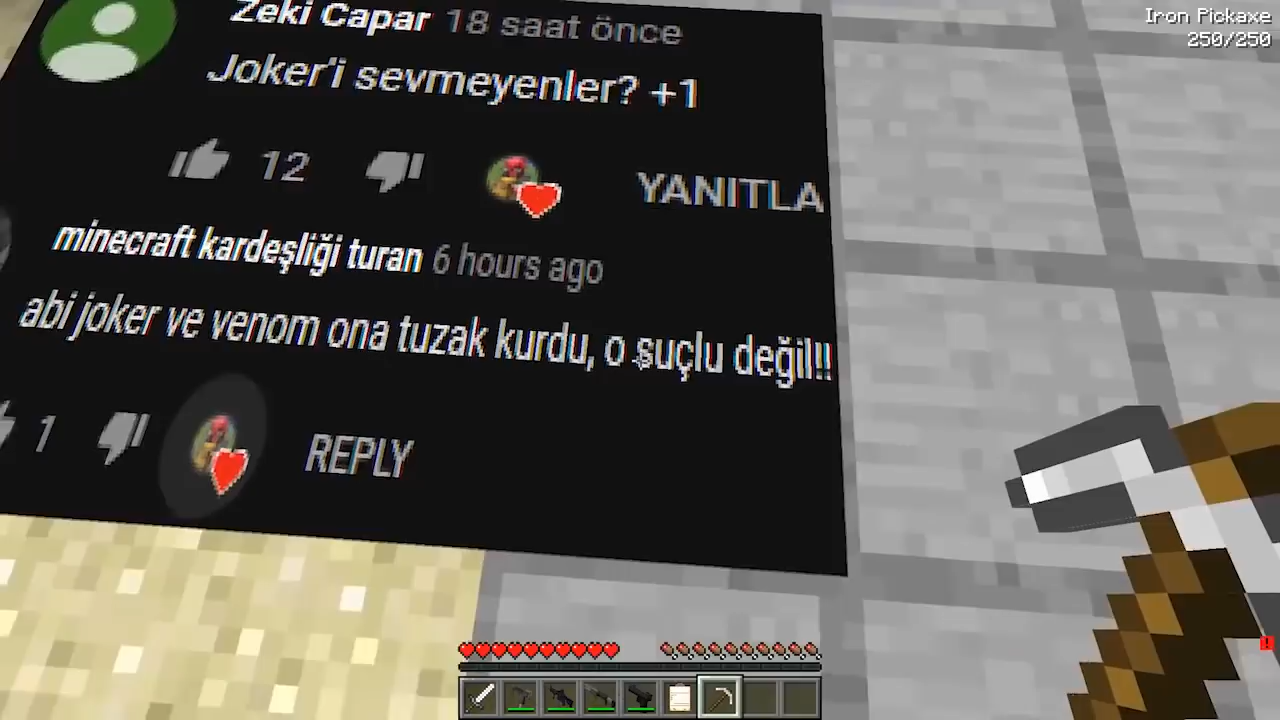 Iron Pickaxe
250/250
Zeki Capar 18 saat önce
Joker'i sevmeyenler? +1
12 YANITLA
minecraft kardeşliği turan 6 hours ago
abi joker ve venom ona tuzak kurdu, o suçlu değil!!
1 REPLY